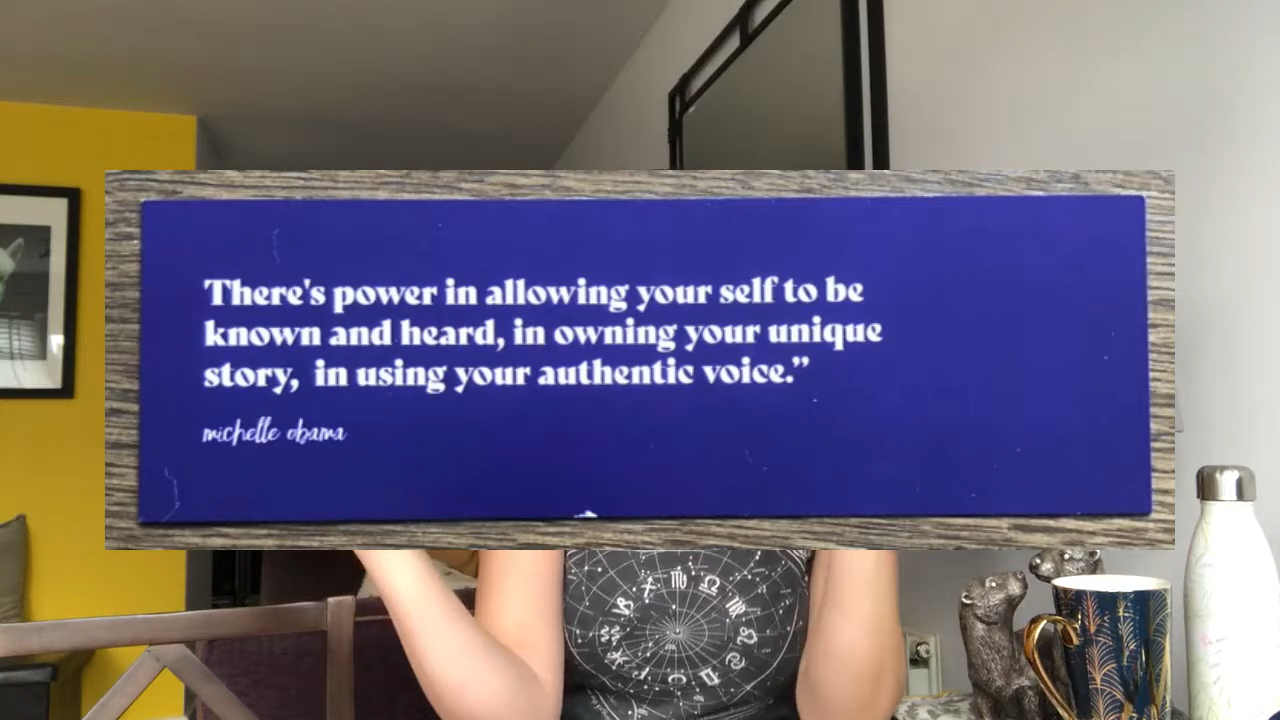 There's power in allowing your self to be
known and heard, in owning your unique
story,  in using your authentic voice.”
michelle obama